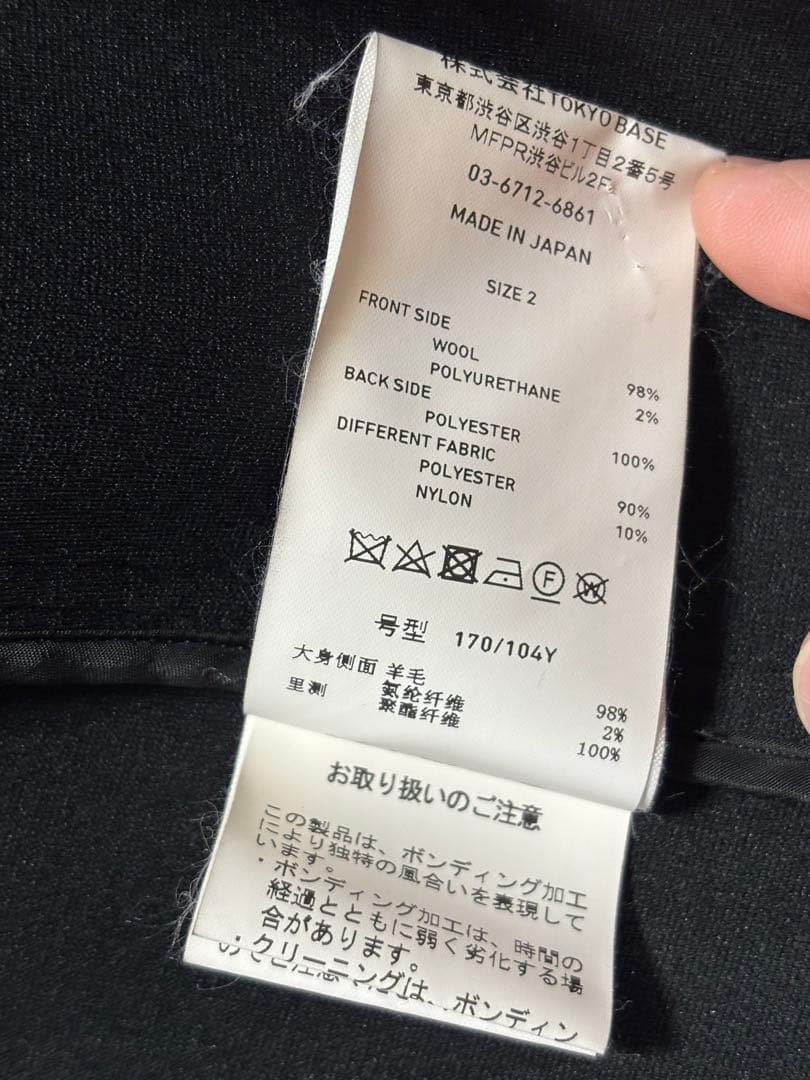 株式会社TOKYO BASE
東京都渋谷区渋谷1丁目2番5号
MFPR渋谷ビル2F
03-6712-6861
MADE IN JAPAN
SIZE 2
FRONT SIDE
WOOL 98%
POLYURETHANE 2%
BACK SIDE
POLYESTER 100%
DIFFERENT FABRIC
POLYESTER 90%
NYLON 10%
F W
号型 170/104Y
大身侧面 羊毛 98%
氨纶纤维 2%
里测 聚酯纤维 100%
お取り扱いのご注意
この製品は、ボンディング加工
により独特の風合いを表現して
います。
・ボンディング加工は、時間の
経過とともに弱く劣化する場
合があります。
・クリーニングは、ボンディン